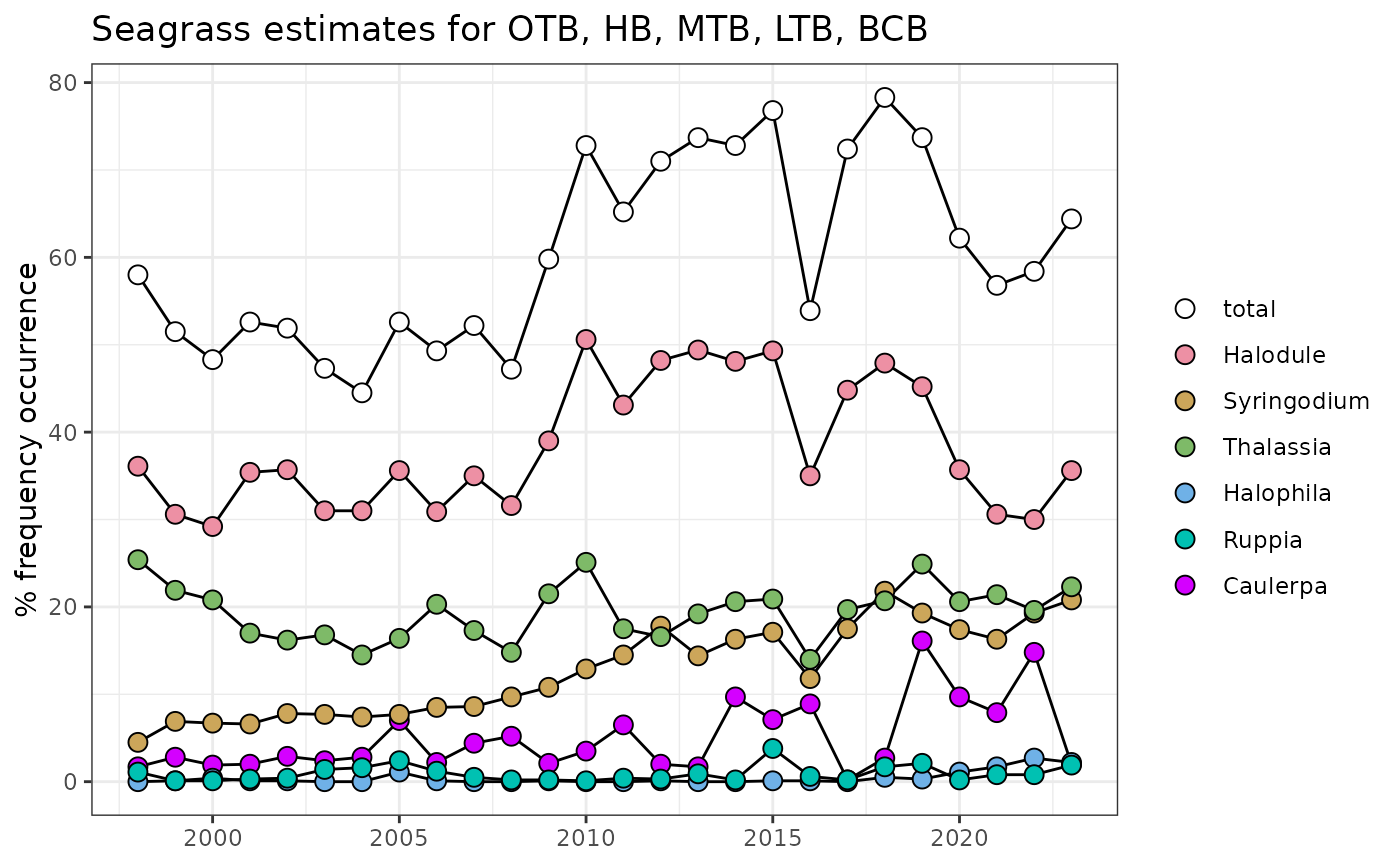 Seagrass estimates for OTB, HB, MTB, LTB, BCB
% frequency occurrence
80
60
40
20
0
2000
2005
2010
2015
2020
total
Halodule
Syringodium
Thalassia
Halophila
Ruppia
Caulerpa